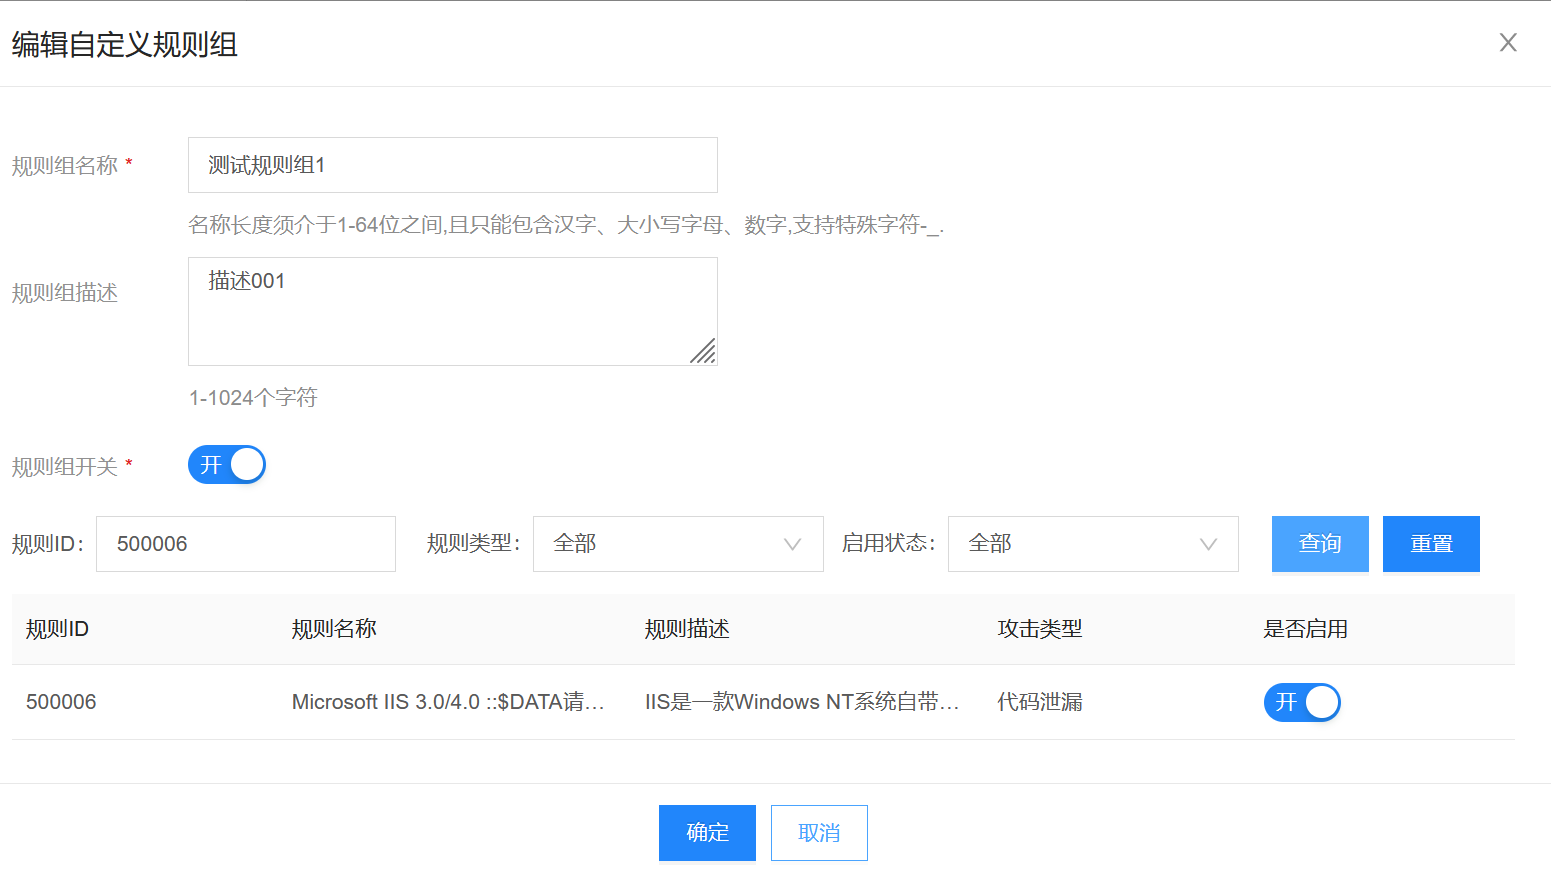 编辑自定义规则组
规则组名称 *
测试规则组1
名称长度须介于1-64位之间,且只能包含汉字、大小写字母、数字,支持特殊字符-_.
规则组描述
描述001
1-1024个字符
规则组开关 *
开
规则ID: 500006 规则类型: 全部 启用状态: 全部 查询 重置
规则ID 规则名称 规则描述 攻击类型 是否启用
500006 Microsoft IIS 3.0/4.0 ::$DATA请... IIS是一款Windows NT系统自带... 代码泄漏 开
确定 取消